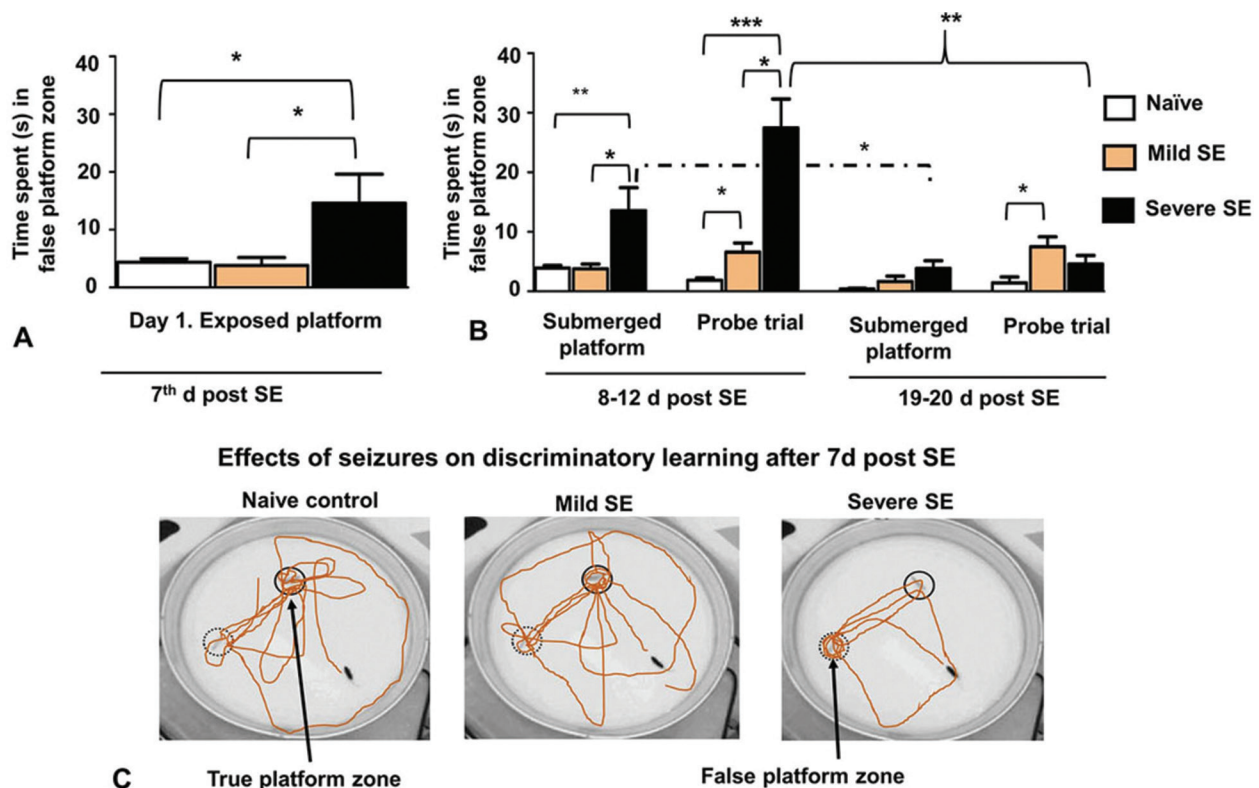 Time spent (s) in
false platform zone
40
30
20
10
0
*
*
Day 1. Exposed platform
A
7th d post SE
Time spent (s) in
false platform zone
40
30
20
10
0
**
*
*
***
*
*
**
*
Submerged
platform
Probe trial
Submerged
platform
Probe trial
B
8-12 d post SE
19-20 d post SE
Naïve
Mild SE
Severe SE
Effects of seizures on discriminatory learning after 7d post SE
Naive control
Mild SE
Severe SE
True platform zone
False platform zone
C